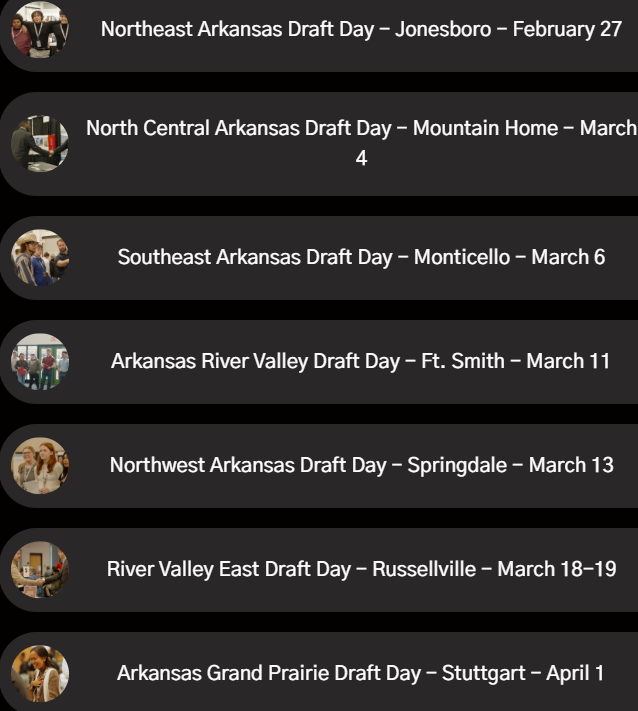 Northeast Arkansas Draft Day – Jonesboro – February 27
North Central Arkansas Draft Day – Mountain Home – March
4
Southeast Arkansas Draft Day – Monticello – March 6
Arkansas River Valley Draft Day – Ft. Smith – March 11
Northwest Arkansas Draft Day – Springdale – March 13
River Valley East Draft Day – Russellville – March 18–19
Arkansas Grand Prairie Draft Day – Stuttgart – April 1